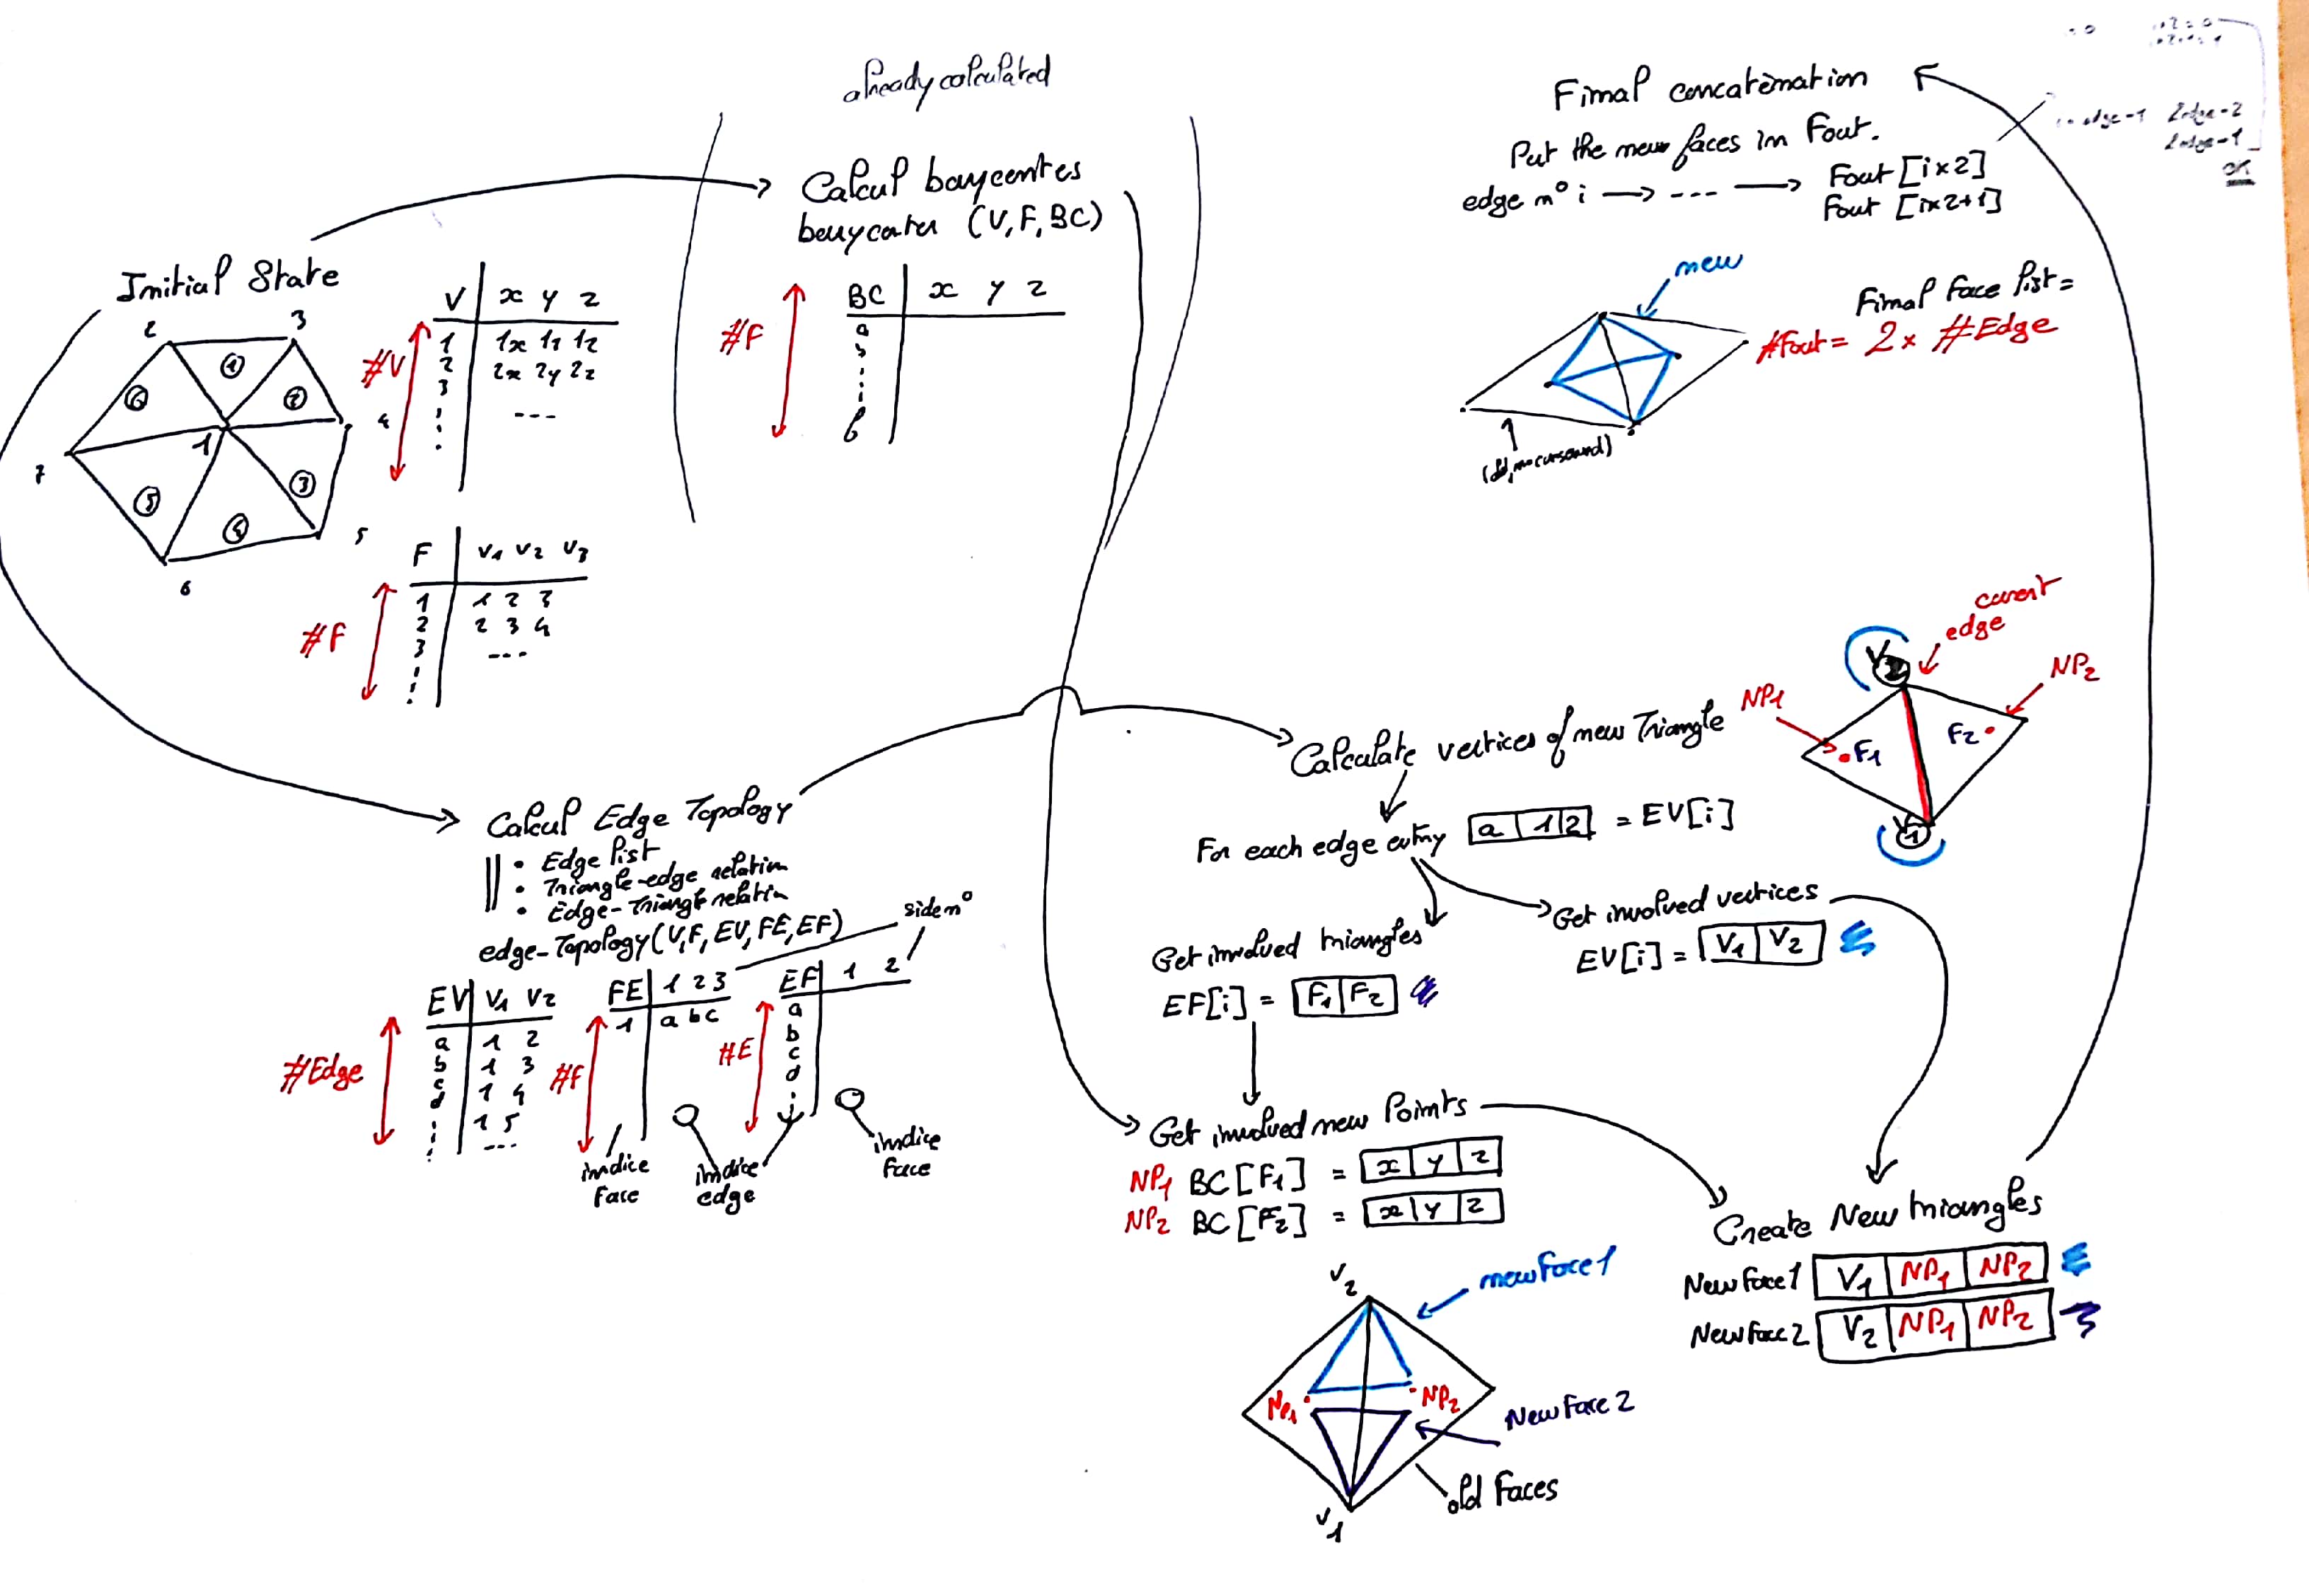 already calculated
Calcul baycentes
barycenter (V, F, BC)
BC x y z
#F
a
b
f
Initial State
2 3
1 2 3 4 5 6
1
4
5
6
7
V x y z
#V
1 1x 1y 1z
2 2x 2y 2z
3
---
F V1 V2 V3
#F
1 1 2 3
2 2 3 4
3 ---
Calcul Edge Topology
• Edge list
• Triangle-edge relation
• Edge-Triangle relation
edge-Topology (V, F, EV, FE, EF)
side n°
EV V1 V2
#Edge
a 1 2
b 1 3
c 1 4
d 1 5
---
FE 1 2 3
#F
1 a b c
EF 1 2
#E
a
b
c
d
indice
Face
indice
edge
indice
Face
Final concatenation
Put the new faces in Fout.
edge n° i → --- → Fout [i×2]
Fout [i×2+1]
edge-1 2edge-2
2edge-1
OK
new
Final Face list =
#Fout = 2 × #Edge
curent
edge
V2
NP1
NP2
F1
F2
V1
Calculate vertices of new Triangle
For each edge entry a 1 2 = EV[i]
Get involved vertices
EV[i] = V1 V2
Get involved triangles
EF[i] = F1 F2
Get involved new Points
NP1 BC [F1] = x y z
NP2 BC [F2] = x y z
V2
new Face 1
NP1
NP2
New Face 2
old Faces
V1
Create New triangles
New Face 1 V1 NP1 NP2
New Face 2 V2 NP1 NP2